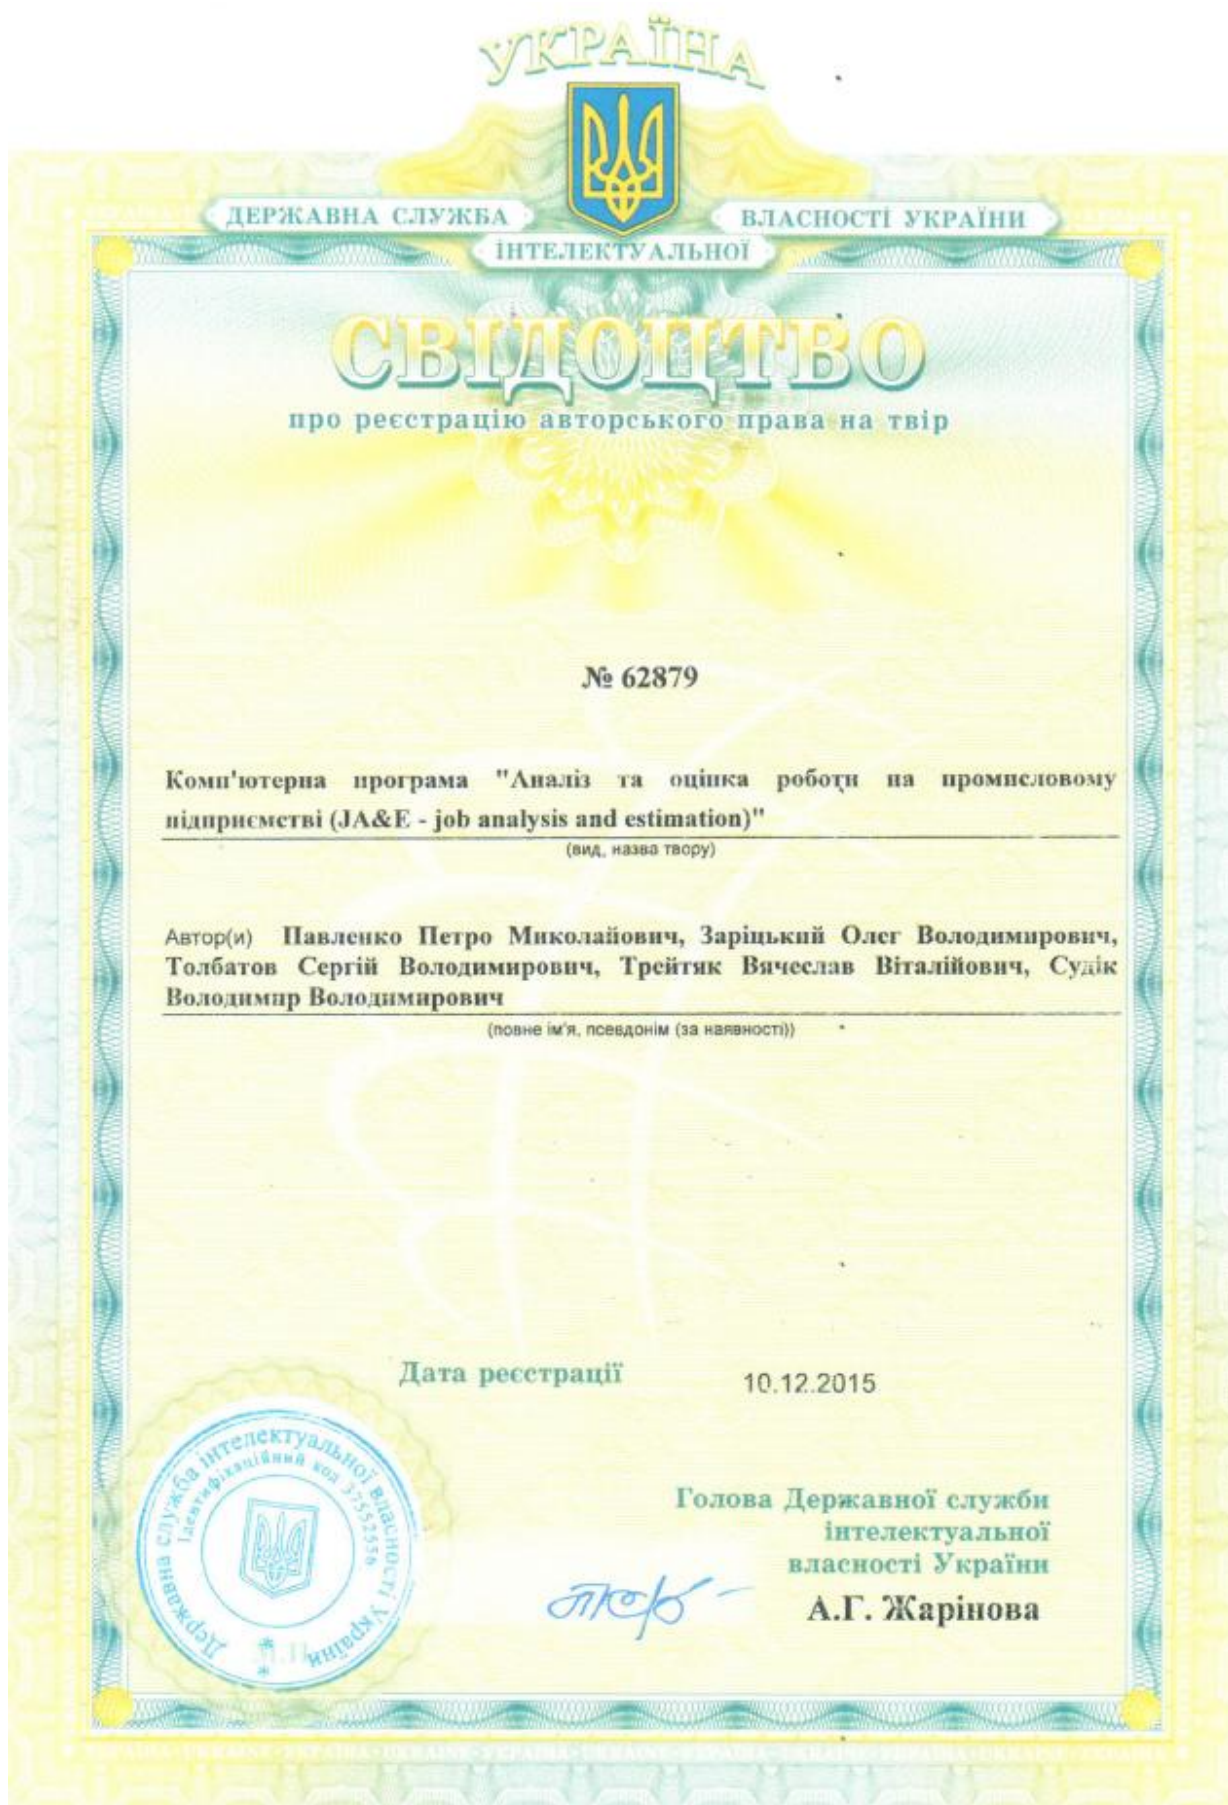 УКРАЇНА
ДЕРЖАВНА СЛУЖБА
ІНТЕЛЕКТУАЛЬНОЇ
ВЛАСНОСТІ УКРАЇНИ
СВІДОЦТВО
про реєстрацію авторського права на твір
№ 62879
Комп'ютерна програма "Аналіз та оцінка роботи на промисловому
підприємстві (JA&E - job analysis and estimation)"
(вид, назва твору)
Автор(и) Павленко Петро Миколайович, Заріцький Олег Володимирович,
Толбатов Сергій Володимирович, Трейтяк Вячеслав Віталійович, Судік
Володимир Володимирович
(повне ім'я, псевдонім (за наявності))
Дата реєстрації 10.12.2015
Державна служба інтелектуальної власності України
Ідентифікаційний код 37552556
М.П.
Голова Державної служби
інтелектуальної
власності України
А.Г. Жарінова